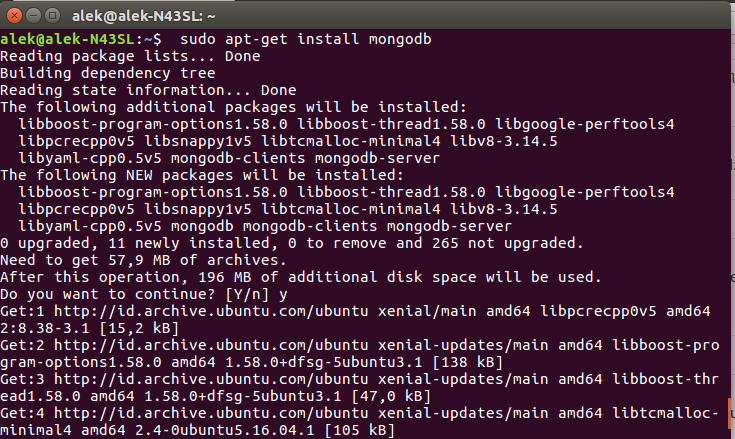 alek@alek-N43SL: ~
alek@alek-N43SL:~$  sudo apt-get install mongodb
Reading package lists... Done
Building dependency tree
Reading state information... Done
The following additional packages will be installed:
  libboost-program-options1.58.0 libboost-thread1.58.0 libgoogle-perftools4
  libpcrecpp0v5 libsnappy1v5 libtcmalloc-minimal4 libv8-3.14.5
  libyaml-cpp0.5v5 mongodb-clients mongodb-server
The following NEW packages will be installed:
  libboost-program-options1.58.0 libboost-thread1.58.0 libgoogle-perftools4
  libpcrecpp0v5 libsnappy1v5 libtcmalloc-minimal4 libv8-3.14.5
  libyaml-cpp0.5v5 mongodb mongodb-clients mongodb-server
0 upgraded, 11 newly installed, 0 to remove and 265 not upgraded.
Need to get 57,9 MB of archives.
After this operation, 196 MB of additional disk space will be used.
Do you want to continue? [Y/n] y
Get:1 http://id.archive.ubuntu.com/ubuntu xenial/main amd64 libpcrecpp0v5 amd64
2:8.38-3.1 [15,2 kB]
Get:2 http://id.archive.ubuntu.com/ubuntu xenial-updates/main amd64 libboost-pro
gram-options1.58.0 amd64 1.58.0+dfsg-5ubuntu3.1 [138 kB]
Get:3 http://id.archive.ubuntu.com/ubuntu xenial-updates/main amd64 libboost-thr
ead1.58.0 amd64 1.58.0+dfsg-5ubuntu3.1 [47,0 kB]
Get:4 http://id.archive.ubuntu.com/ubuntu xenial-updates/main amd64 libtcmalloc-
minimal4 amd64 2.4-0ubuntu5.16.04.1 [105 kB]